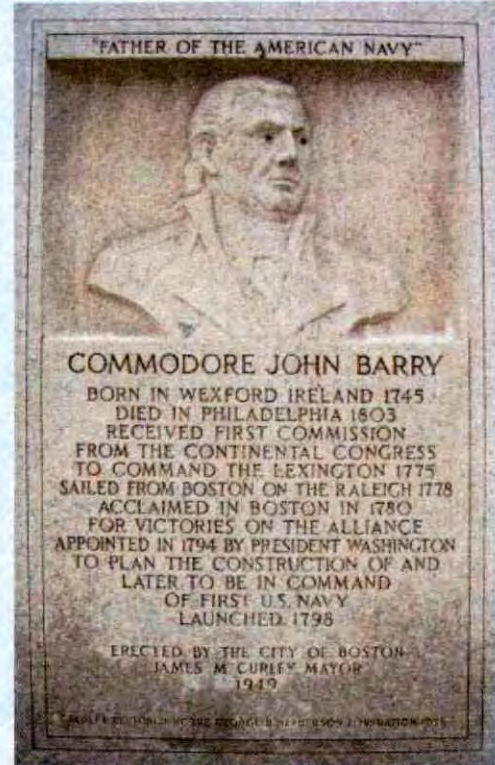 "FATHER OF THE AMERICAN NAVY"
COMMODORE JOHN BARRY
BORN IN WEXFORD IRELAND 1745
DIED IN PHILADELPHIA 1803
RECEIVED FIRST COMMISSION
FROM THE CONTINENTAL CONGRESS
TO COMMAND THE LEXINGTON 1775
SAILED FROM BOSTON ON THE RALEIGH 1778
ACCLAIMED IN BOSTON IN 1780
FOR VICTORIES ON THE ALLIANCE
APPOINTED IN 1794 BY PRESIDENT WASHINGTON
TO PLAN THE CONSTRUCTION OF AND
LATER TO BE IN COMMAND
OF FIRST U.S. NAVY
LAUNCHED 1798
ERECTED BY THE CITY OF BOSTON
JAMES M CURLEY MAYOR
1949
THE GEORGE B. HENDERSON FOUNDATION